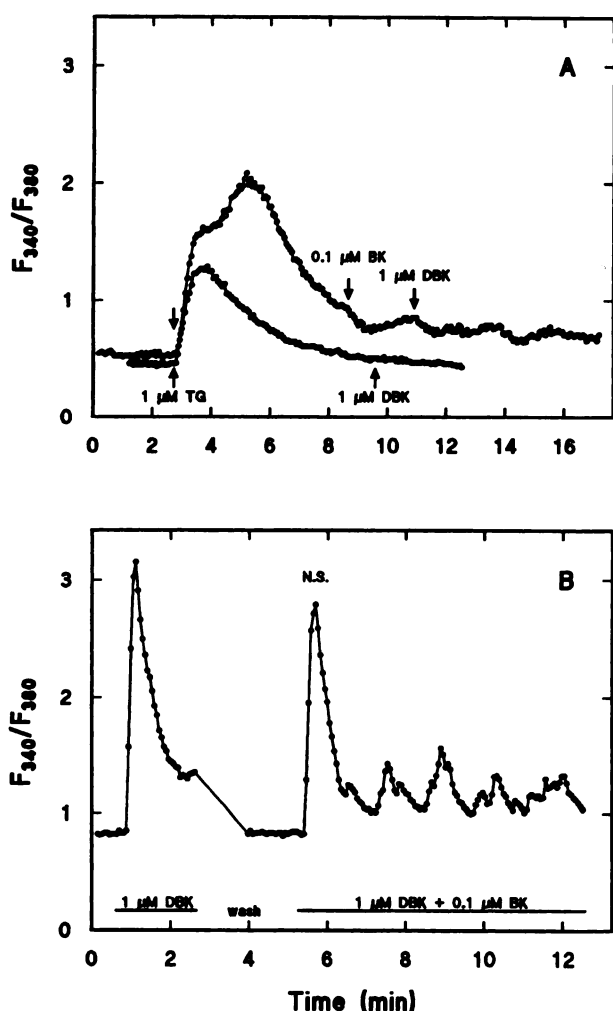 A
3
2
1
0
F340/F380
0.1 μM BK
1 μM DBK
1 μM TG
1 μM DBK
0 2 4 6 8 10 12 14 16
B
N.S.
3
2
1
0
F340/F380
1 μM DBK
wash
1 μM DBK + 0.1 μM BK
0 2 4 6 8 10 12
Time (min)